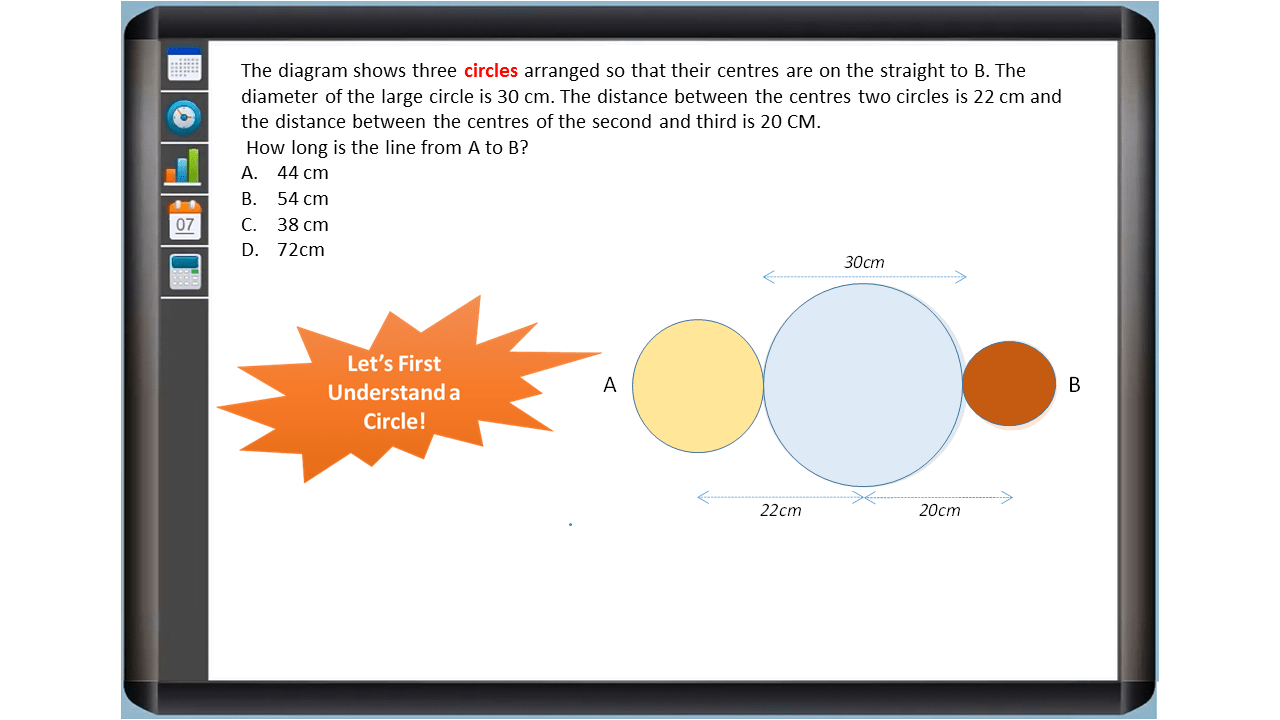 The diagram shows three circles arranged so that their centres are on the straight to B. The
diameter of the large circle is 30 cm. The distance between the centres two circles is 22 cm and
the distance between the centres of the second and third is 20 CM.
How long is the line from A to B?
A. 44 cm
B. 54 cm
C. 38 cm
D. 72cm
07
30cm
Let's First
Understand a
Circle!
A
B
22cm
20cm